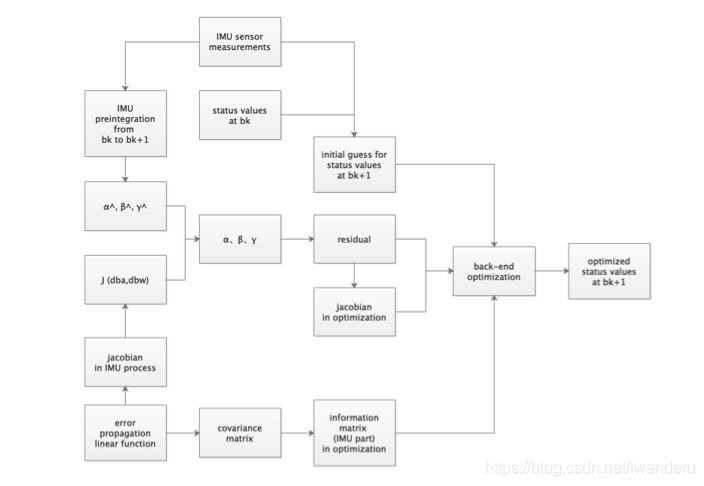 IMU sensor
measurements
IMU
preintegration
from
bk to bk+1
status values
at bk
initial guess for
status values
at bk+1
α^, β^, γ^
α、β、γ
residual
back-end
optimization
optimized
status values
at bk+1
J (dba,dbw)
jacobian
in optimization
jacobian
in IMU process
error
propagation
linear function
covariance
matrix
information
matrix
(IMU part)
in optimization
https://blog.csdn.net/iwanderu